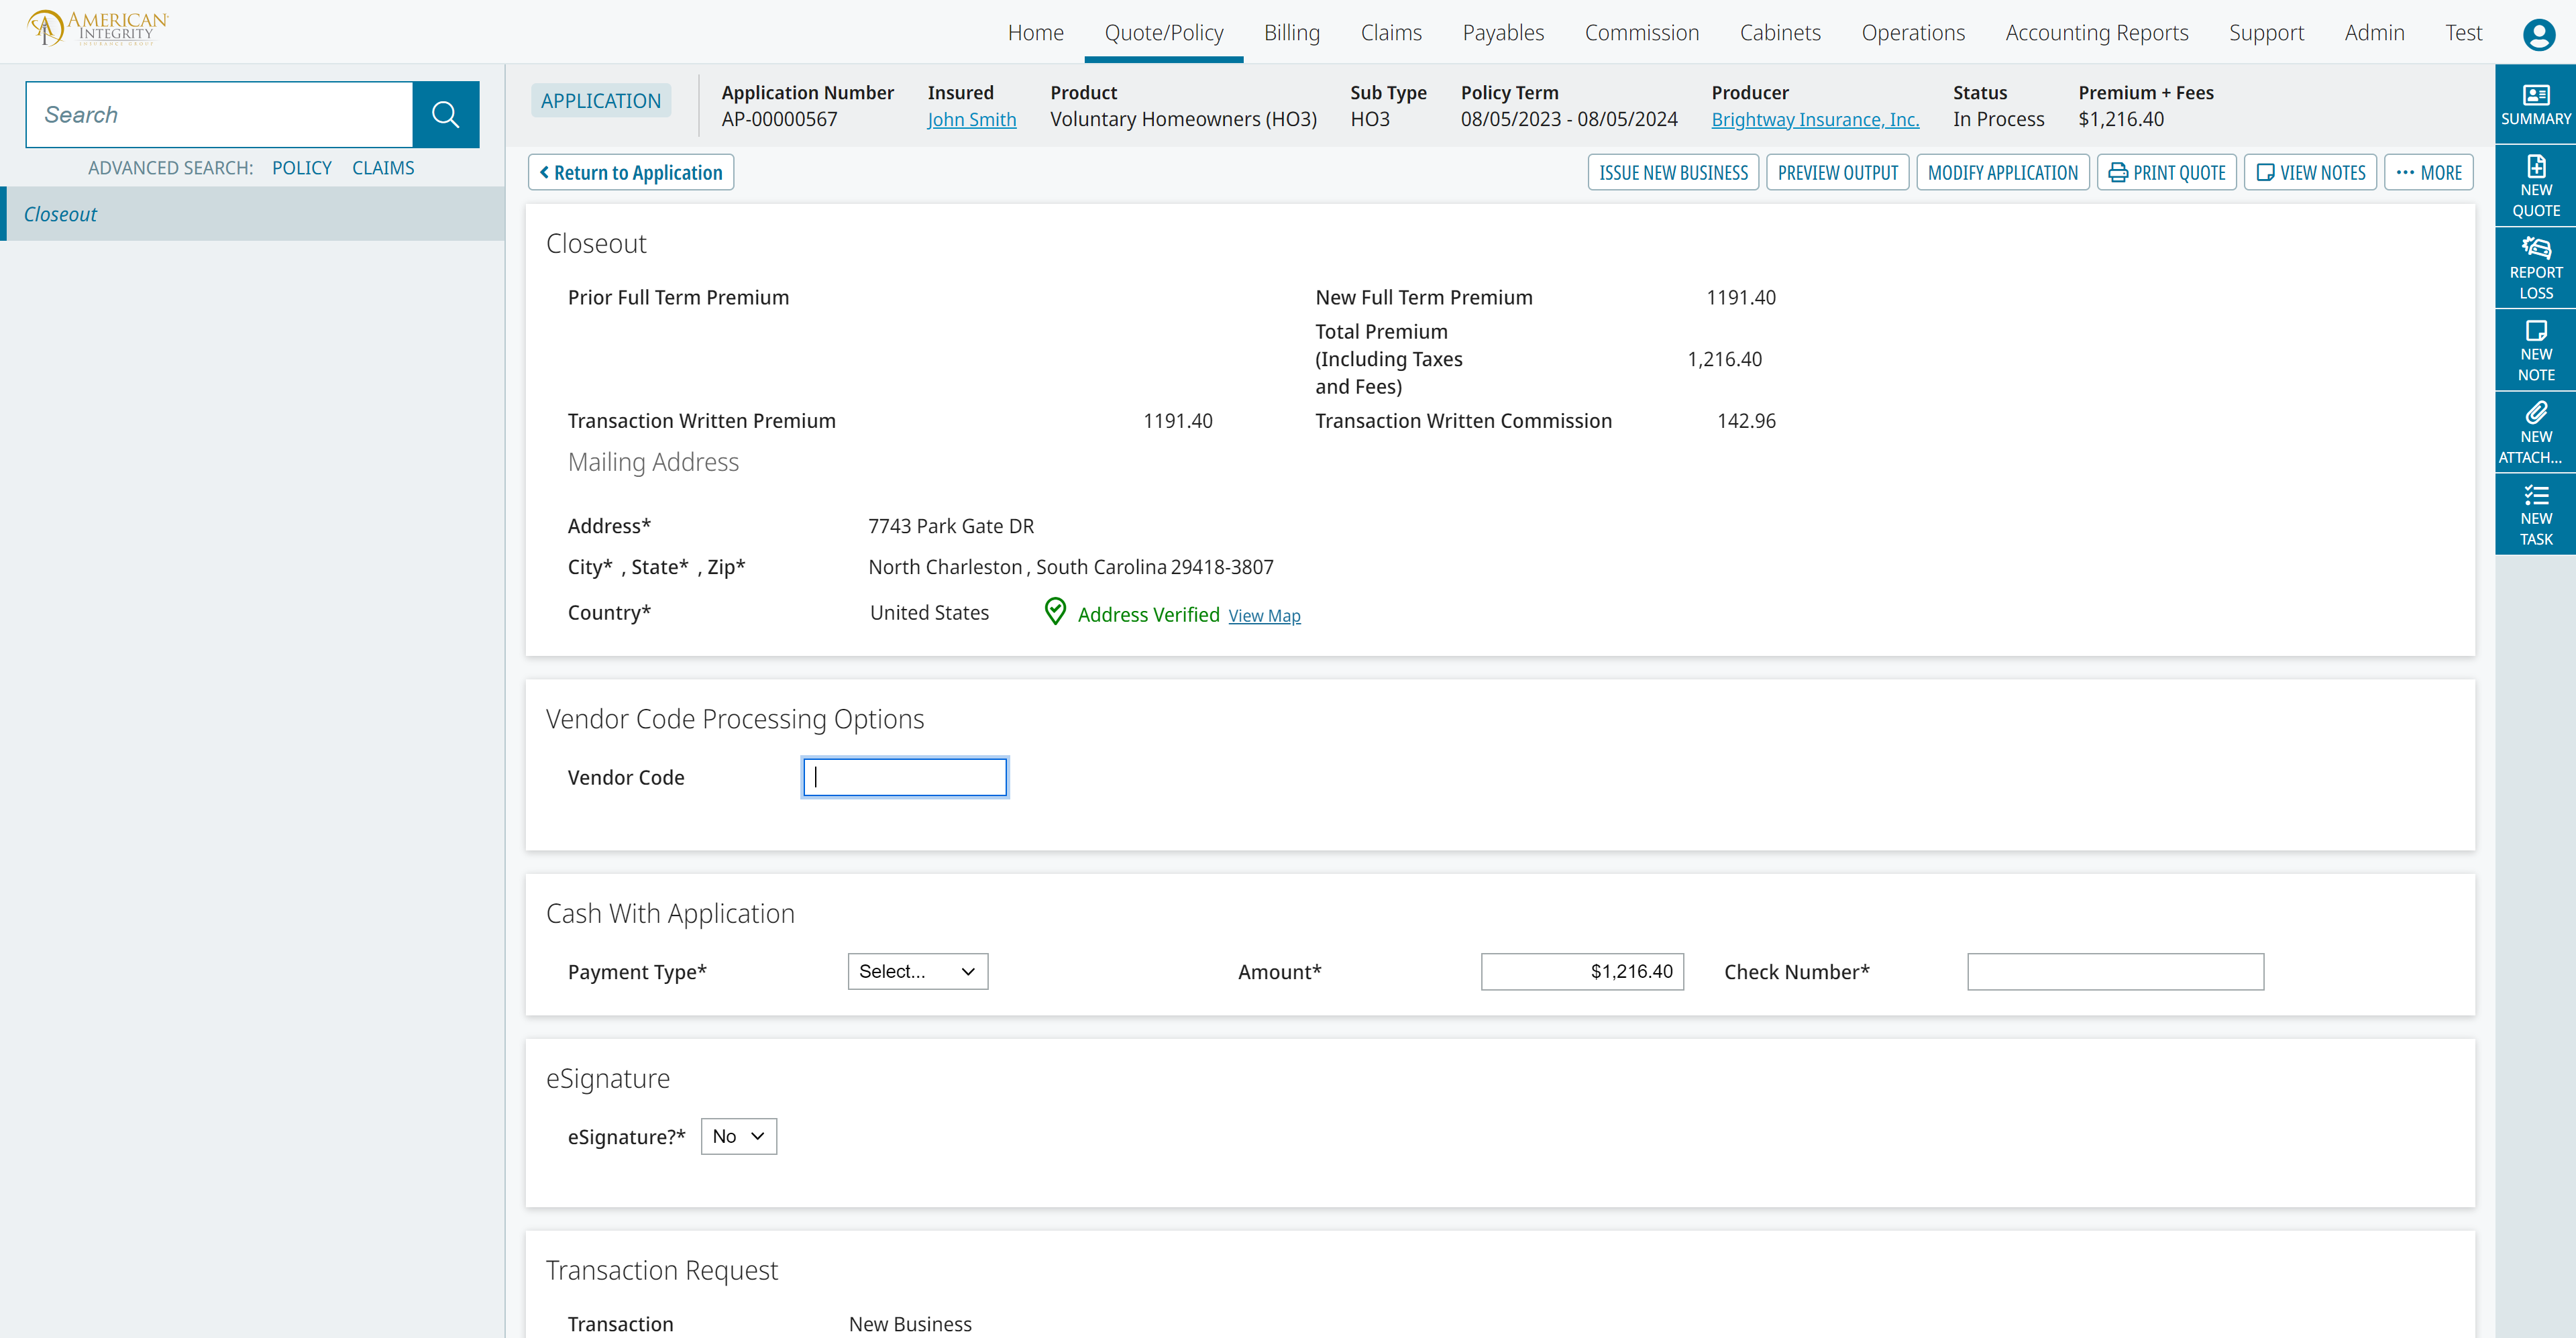 AMERICAN
INTEGRITY
INSURANCE GROUP
Home Quote/Policy Billing Claims Payables Commission Cabinets Operations Accounting Reports Support Admin Test
Search
ADVANCED SEARCH: POLICY CLAIMS
Closeout
APPLICATION
Application Number Insured Product Sub Type Policy Term Producer Status Premium + Fees
AP-00000567 John Smith Voluntary Homeowners (HO3) HO3 08/05/2023 - 08/05/2024 Brightway Insurance, Inc. In Process $1,216.40
Return to Application
ISSUE NEW BUSINESS PREVIEW OUTPUT MODIFY APPLICATION PRINT QUOTE VIEW NOTES ••• MORE
Closeout
Prior Full Term Premium New Full Term Premium 1191.40
Total Premium
(Including Taxes 1,216.40
and Fees)
Transaction Written Premium 1191.40 Transaction Written Commission 142.96
Mailing Address
Address* 7743 Park Gate DR
City* , State* , Zip* North Charleston , South Carolina 29418-3807
Country* United States Address Verified View Map
Vendor Code Processing Options
Vendor Code
Cash With Application
Payment Type* Select... Amount* $1,216.40 Check Number*
eSignature
eSignature?* No
Transaction Request
Transaction New Business
SUMMARY
NEW
QUOTE
REPORT
LOSS
NEW
NOTE
NEW
ATTACH...
NEW
TASK